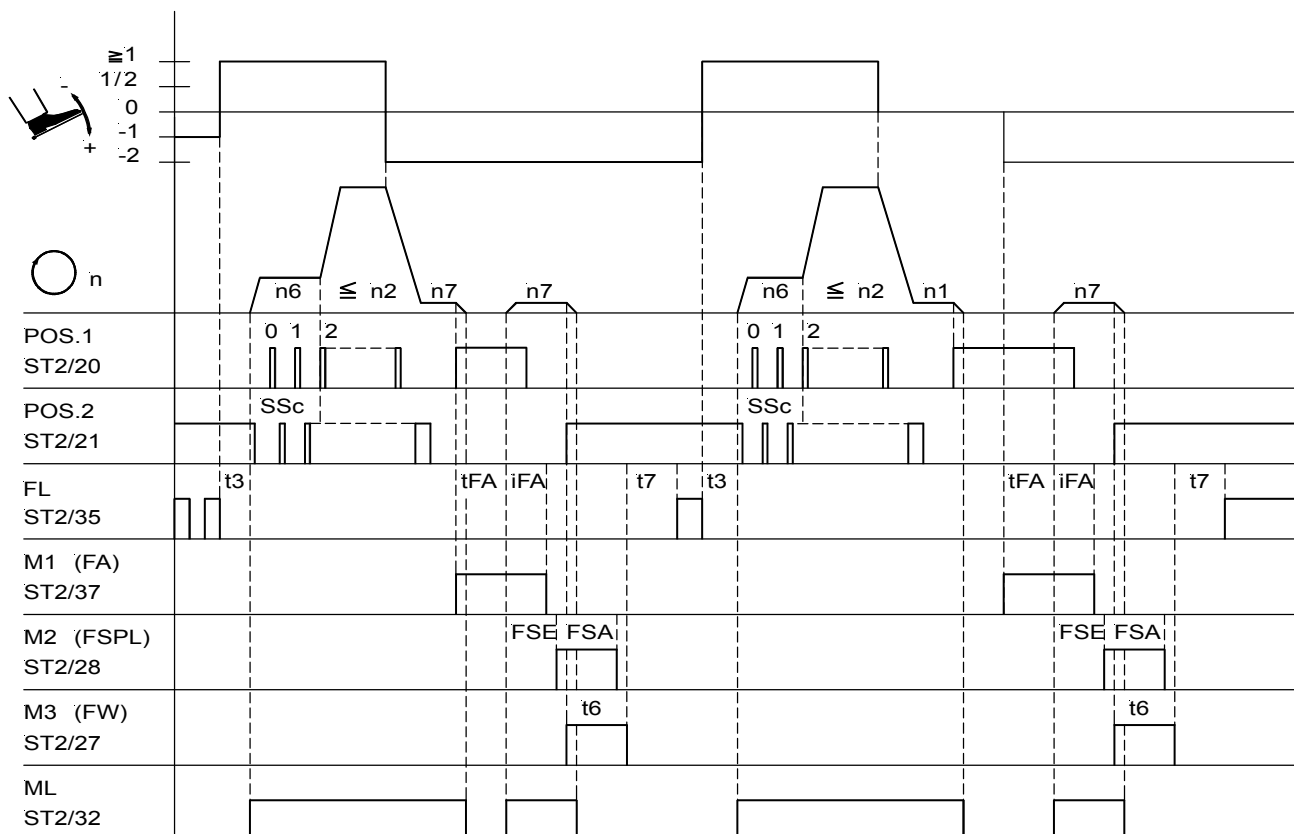 ≧1
1/2
-
0
-1
+
-2
n
n6 ≦ n2 n7 n7 n6 ≦ n2 n1 n7
POS.1
ST2/20
0 1 2 0 1 2
POS.2
ST2/21
SSc SSc
FL
ST2/35
t3 tFA iFA t7 t3 tFA iFA t7
M1 (FA)
ST2/37
M2 (FSPL)
ST2/28
FSE FSA FSE FSA
M3 (FW)
ST2/27
t6 t6
ML
ST2/32